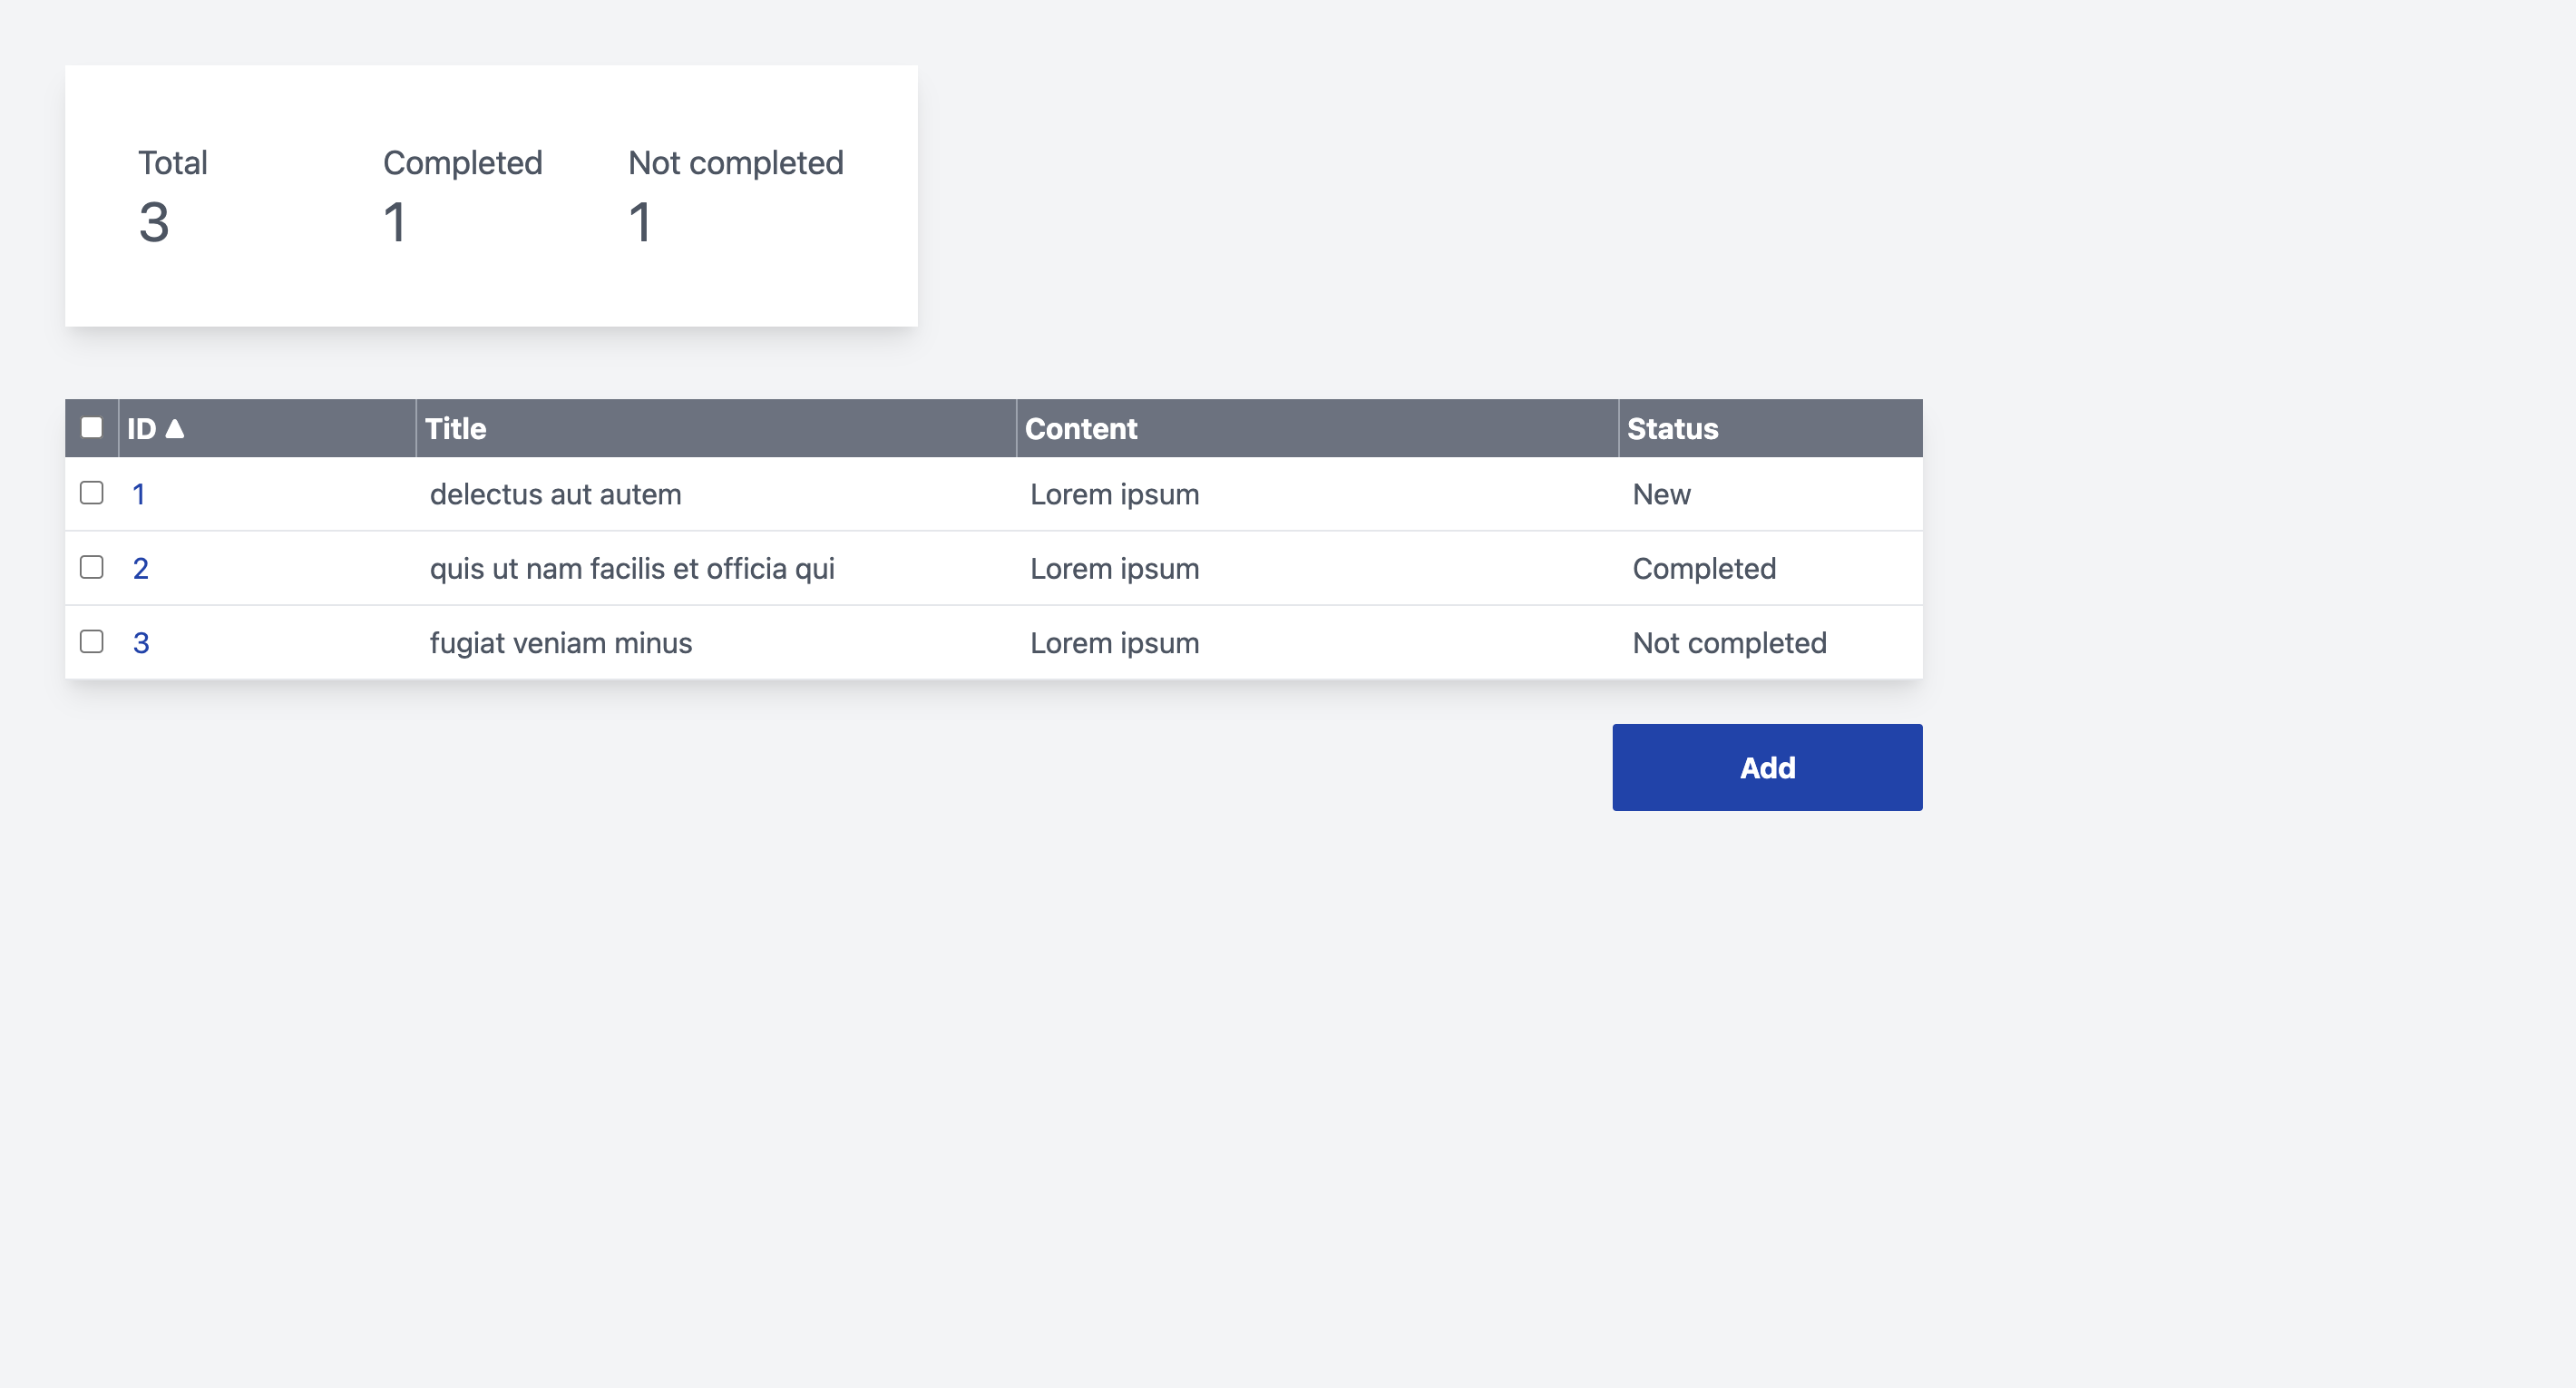 Total Completed Not completed
3 1 1
ID ▲ Title Content Status
1 delectus aut autem Lorem ipsum New
2 quis ut nam facilis et officia qui Lorem ipsum Completed
3 fugiat veniam minus Lorem ipsum Not completed
Add